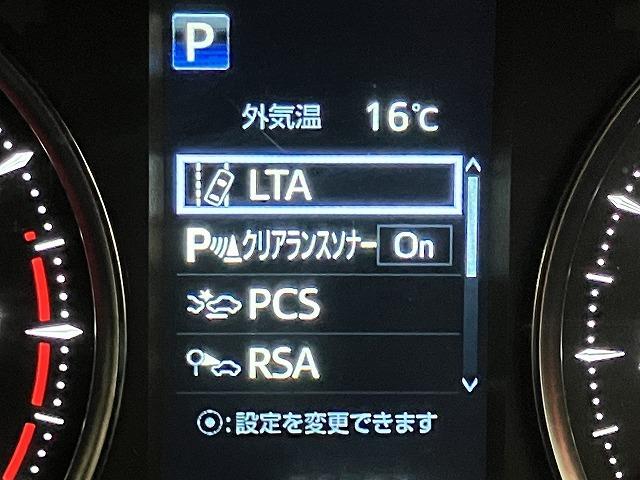 P
外気温 16℃
LTA
Pクリアランスソナー On
PCS
RSA
:設定を変更できます